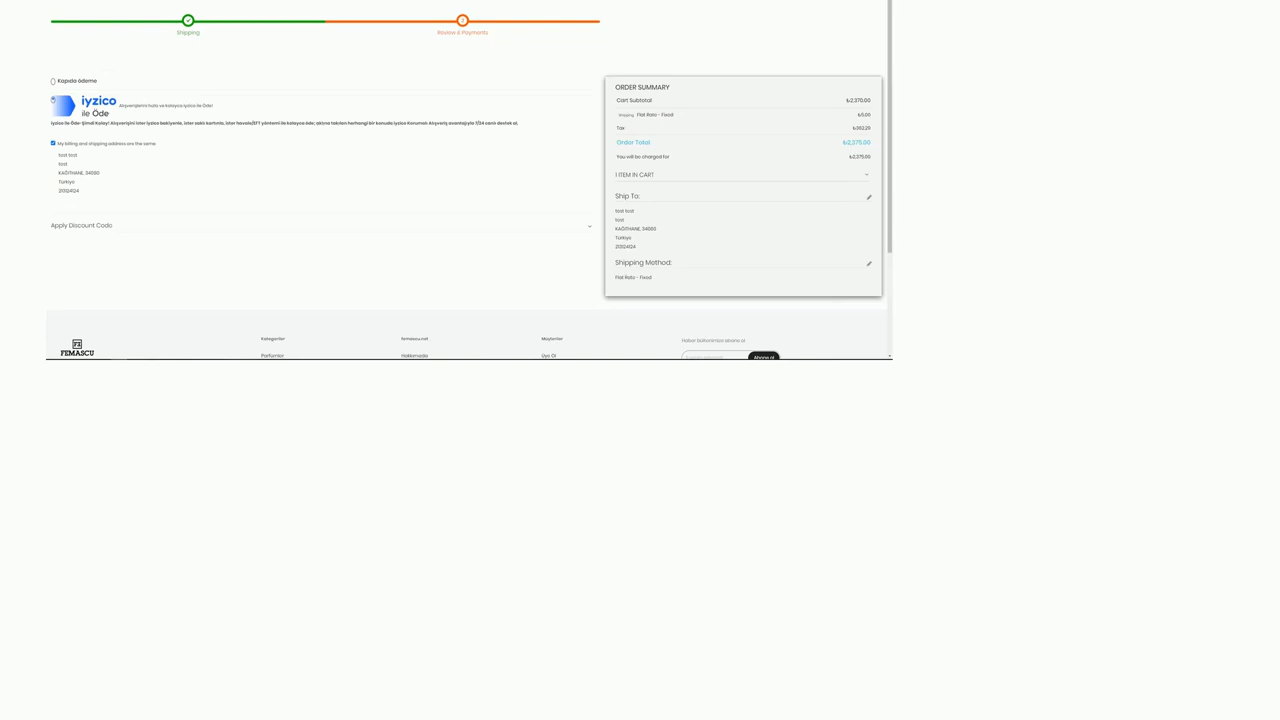 Shipping
Review & Payments
Kapıda ödeme
iyzico
ile Öde
Alışverişlerini hızla ve kolayca iyzico ile Öde!
iyzico ile Öde-Şimdi Kolay! Alışverişini ister iyzico bakiyenle, ister saklı kartınla, ister havale/EFT yöntemi ile kolayca öde; aklına takılan herhangi bir konuda iyzico Korumalı Alışveriş avantajıyla 7/24 canlı destek al.
My billing and shipping address are the same
test test
test
KAĞITHANE, 34080
Türkiye
Apply Discount Code
ORDER SUMMARY
Cart Subtotal ₺2,370.00
Shipping Flat Rate - Fixed ₺5.00
Tax
Order Total ₺2,375.00
You will be charged for ₺2,375.00
1 ITEM IN CART
Ship To:
test test
test
KAĞITHANE, 34080
Türkiye
Shipping Method:
Flat Rate - Fixed
FEMASCU
Kategoriler
Parfümler
femascu.net
Hakkımızda
Müşteriler
Üye Ol
Haber bültenimize abone ol
Abone ol